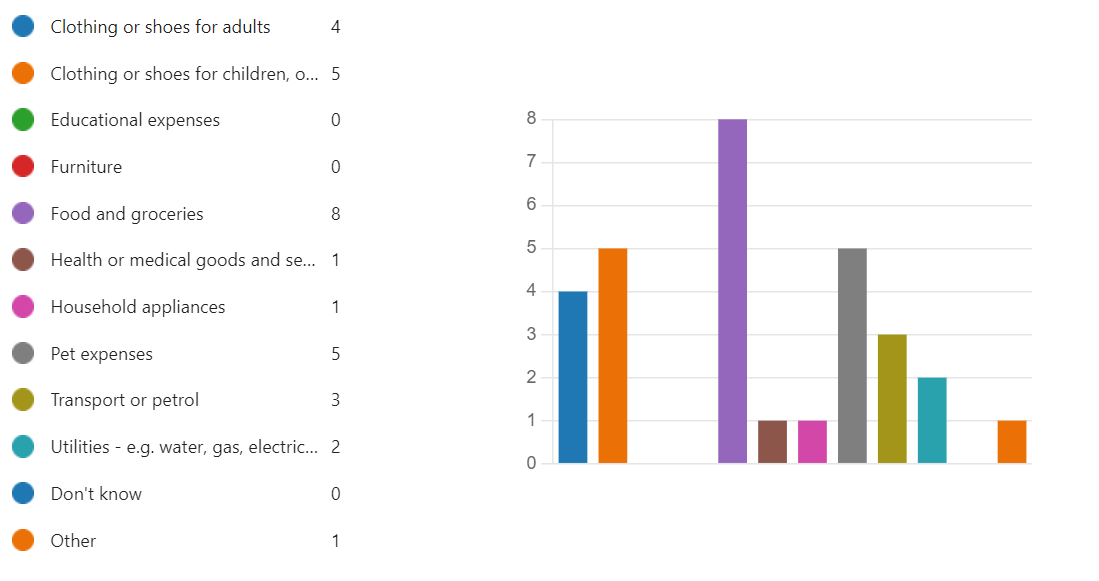 Clothing or shoes for adults 4
Clothing or shoes for children, o... 5
Educational expenses 0
Furniture 0
Food and groceries 8
Health or medical goods and se... 1
Household appliances 1
Pet expenses 5
Transport or petrol 3
Utilities - e.g. water, gas, electric... 2
Don't know 0
Other 1
8
7
6
5
4
3
2
1
0